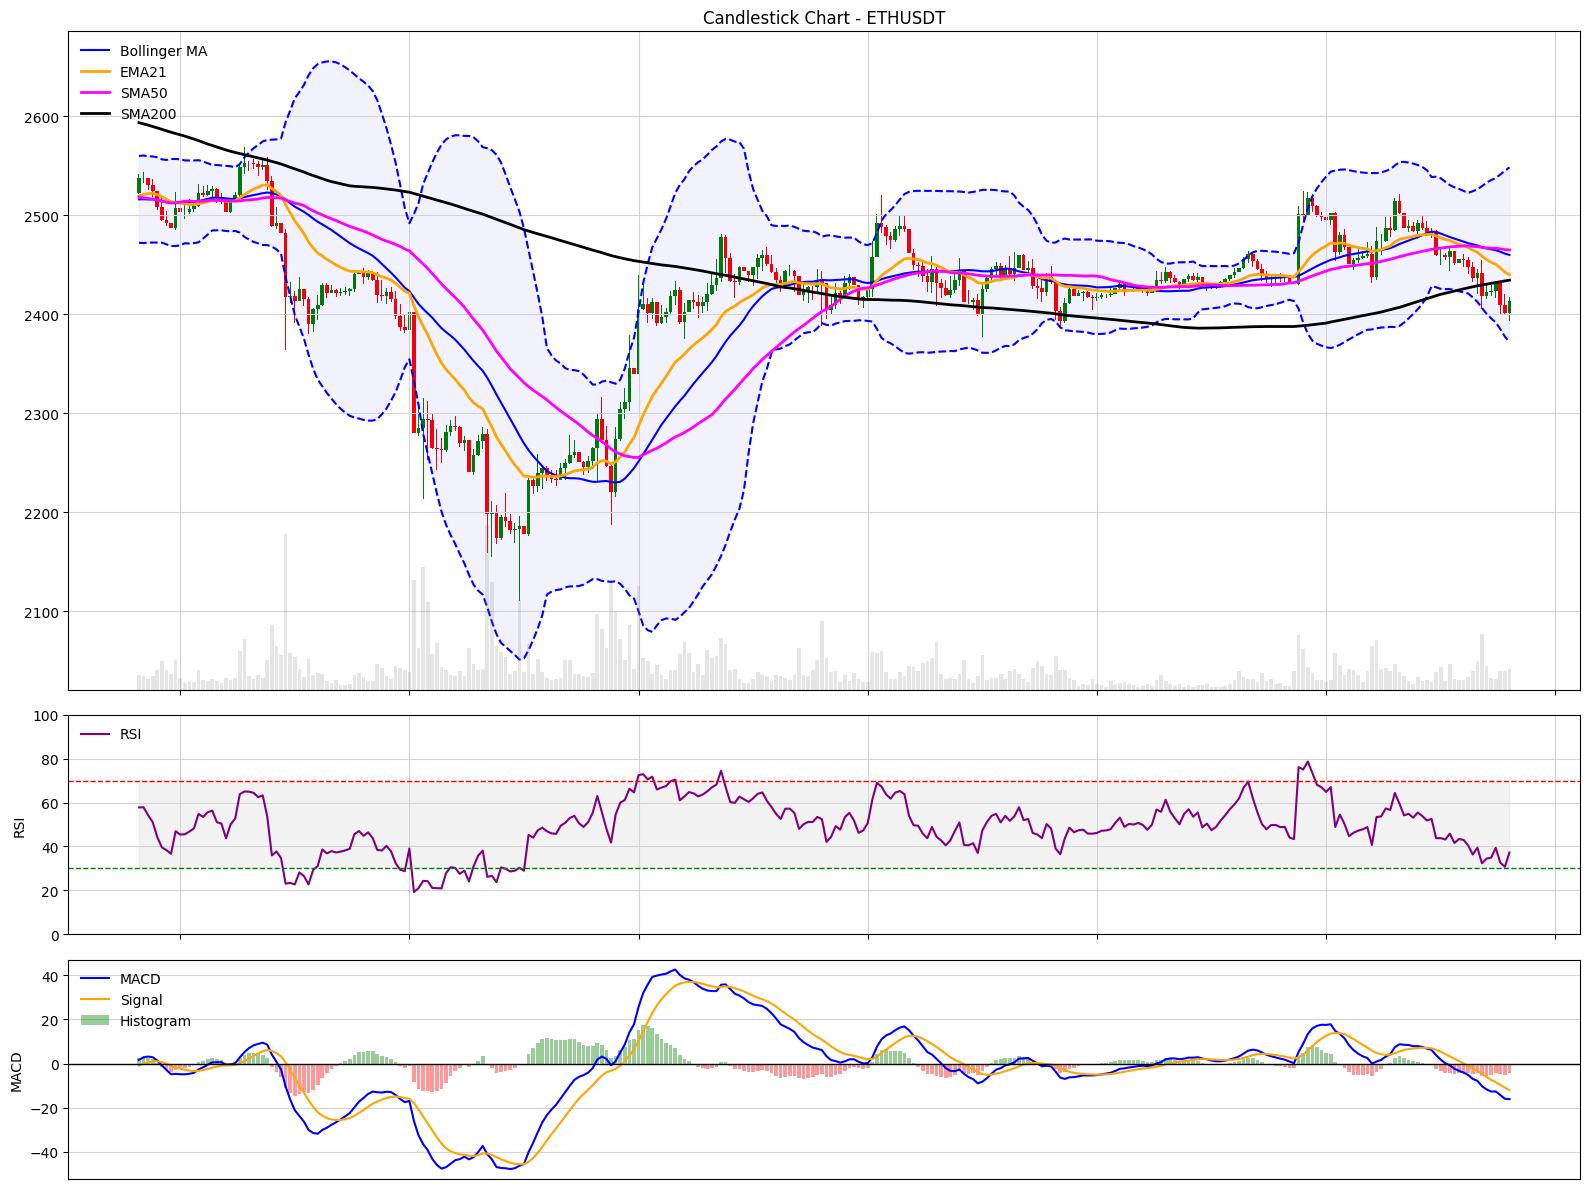 Candlestick Chart - ETHUSDT
Bollinger MA
EMA21
SMA50
SMA200
2600
2500
2400
2300
2200
2100
100
80
60
40
20
0
RSI
RSI
40
20
0
−20
−40
MACD
MACD
Signal
Histogram